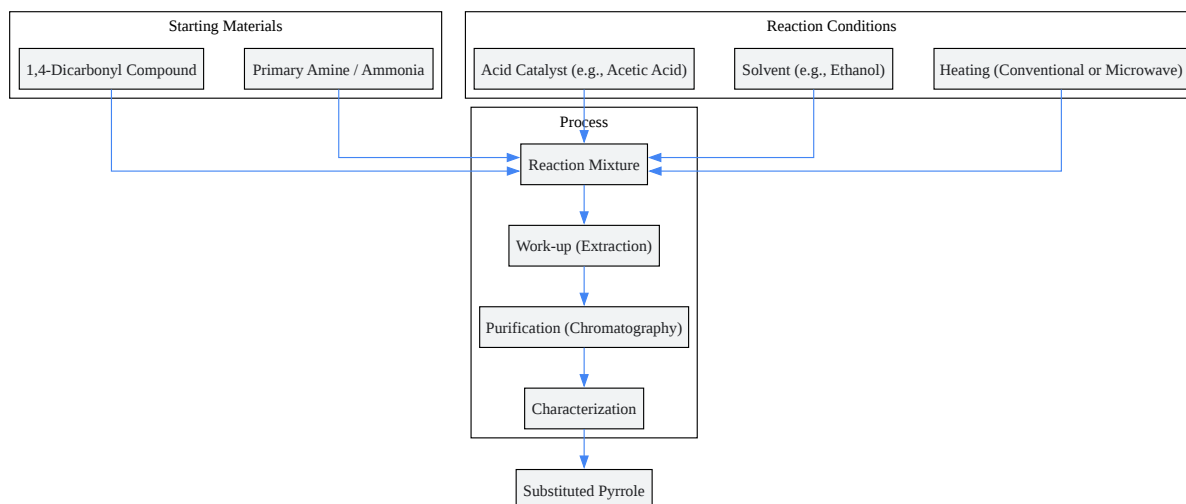 Starting Materials
Reaction Conditions
1,4-Dicarbonyl Compound
Primary Amine / Ammonia
Acid Catalyst (e.g., Acetic Acid)
Solvent (e.g., Ethanol)
Heating (Conventional or Microwave)
Process
Reaction Mixture
Work-up (Extraction)
Purification (Chromatography)
Characterization
Substituted Pyrrole